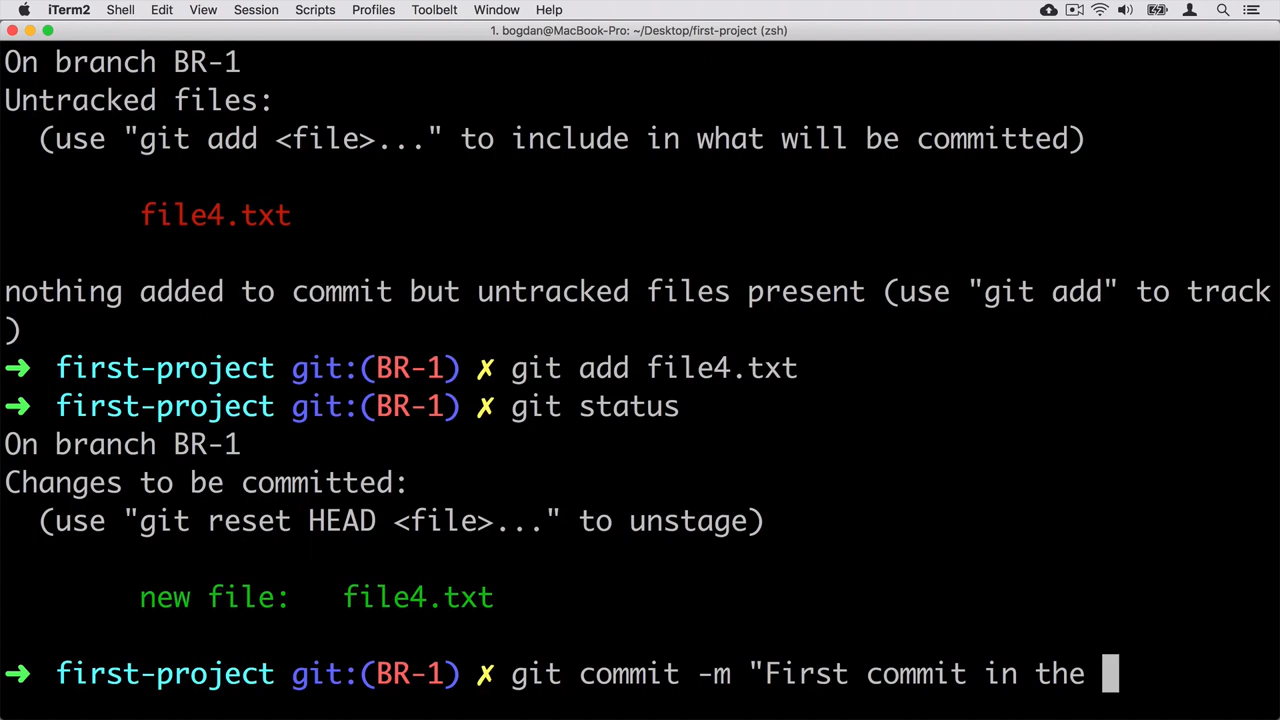 iTerm2 Shell Edit View Session Scripts Profiles Toolbelt Window Help
1. bogdan@MacBook-Pro: ~/Desktop/first-project (zsh)
On branch BR-1
Untracked files:
  (use "git add <file>..." to include in what will be committed)
        file4.txt
nothing added to commit but untracked files present (use "git add" to track
)
➜  first-project git:(BR-1) ✗ git add file4.txt
➜  first-project git:(BR-1) ✗ git status
On branch BR-1
Changes to be committed:
  (use "git reset HEAD <file>..." to unstage)
        new file:   file4.txt
➜  first-project git:(BR-1) ✗ git commit -m "First commit in the